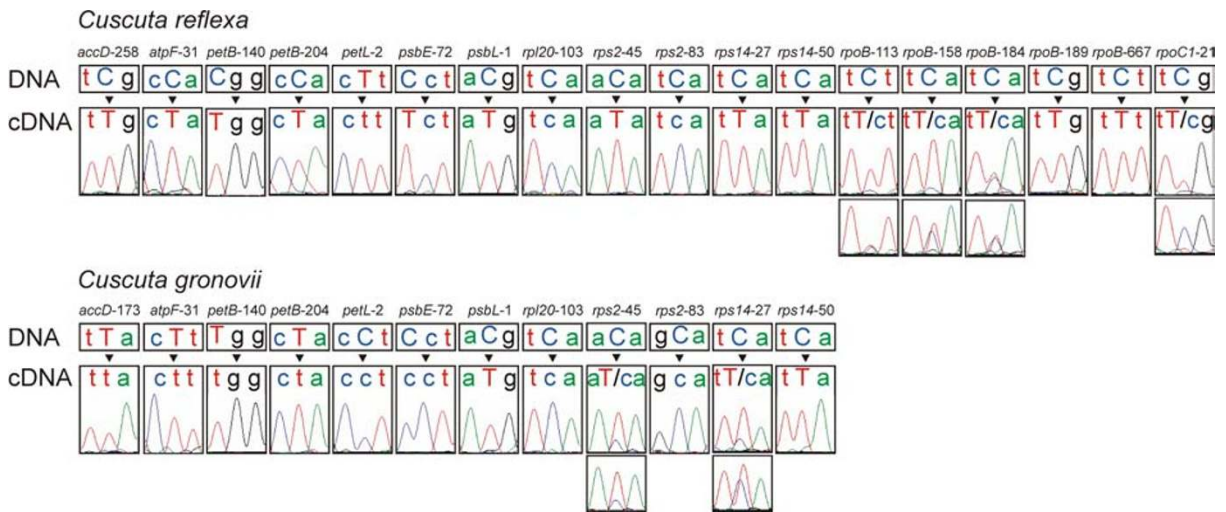 Cuscuta reflexa
accD-258 atpF-31 petB-140 petB-204 petL-2 psbE-72 psbL-1 rpl20-103 rps2-45 rps2-83 rps14-27 rps14-50 rpoB-113 rpoB-158 rpoB-184 rpoB-189 rpoB-667 rpoC1-21
DNA tCg cCa Cgg cCa cTt Cct aCg tCa aCa tCa tCa tCa tCt tCa tCa tCg tCt tCg
cDNA tTg cTa Tgg cTa ctt Tct aTg tca aTa tca tTa tTa tT/ct tT/ca tT/ca tTg tTt tT/cg
Cuscuta gronovii
accD-173 atpF-31 petB-140 petB-204 petL-2 psbE-72 psbL-1 rpl20-103 rps2-45 rps2-83 rps14-27 rps14-50
DNA tTa cTt Tgg cTa cCt Cct aCg tCa aCa gCa tCa tCa
cDNA tta ctt tgg cta cct cct aTg tca aT/ca gca tT/ca tTa